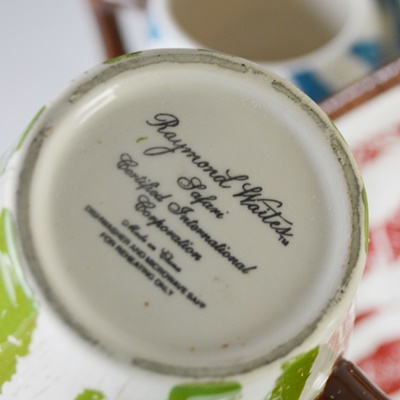 Raymond Waites™
Safari
Certified International
Corporation
Made in China
DISHWASHER AND MICROWAVE SAFE
FOR REHEATING ONLY